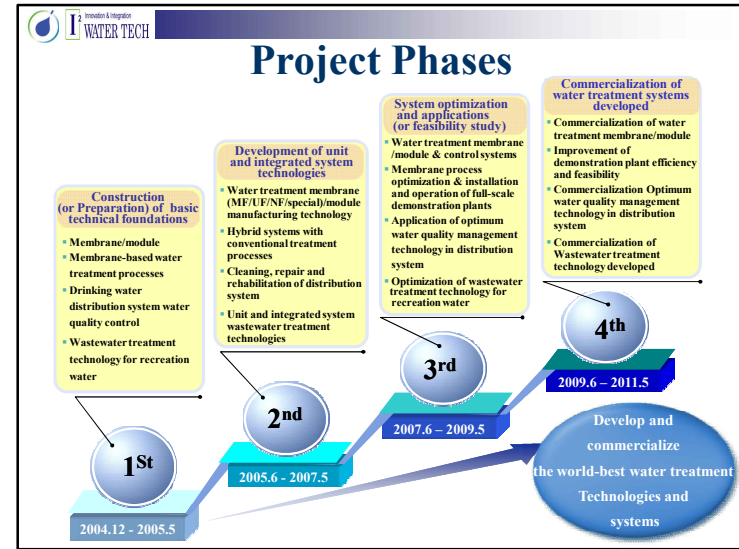 Innovation & Integration
I² WATER TECH
Project Phases
Construction
(or Preparation) of basic
technical foundations
▪ Membrane/module
▪ Membrane-based water
treatment processes
▪ Drinking water
distribution system water
quality control
▪ Wastewater treatment
technology for recreation
water
1St
2004.12 - 2005.5
Development of unit
and integrated system
technologies
▪ Water treatment membrane
(MF/UF/NF/special)/module
manufacturing technology
▪ Hybrid systems with
conventional treatment
processes
▪ Cleaning, repair and
rehabilitation of distribution
system
▪ Unit and integrated system
wastewater treatment
technologies
2nd
2005.6 - 2007.5
System optimization
and applications
(or feasibility study)
▪ Water treatment membrane
/module & control systems
▪ Membrane process
optimization & installation
and operation of full-scale
demonstration plants
▪ Application of optimum
water quality management
technology in distribution
system
▪ Optimization of wastewater
treatment technology for
recreation water
3rd
2007.6 – 2009.5
Commercialization of
water treatment systems
developed
▪ Commercialization of water
treatment membrane/module
▪ Improvement of
demonstration plant efficiency
and feasibility
▪ Commercialization Optimum
water quality management
technology in distribution
system
▪ Commercialization of
Wastewater treatment
technology developed
4th
2009.6 – 2011.5
Develop and
commercialize
the world-best water treatment
Technologies and
systems